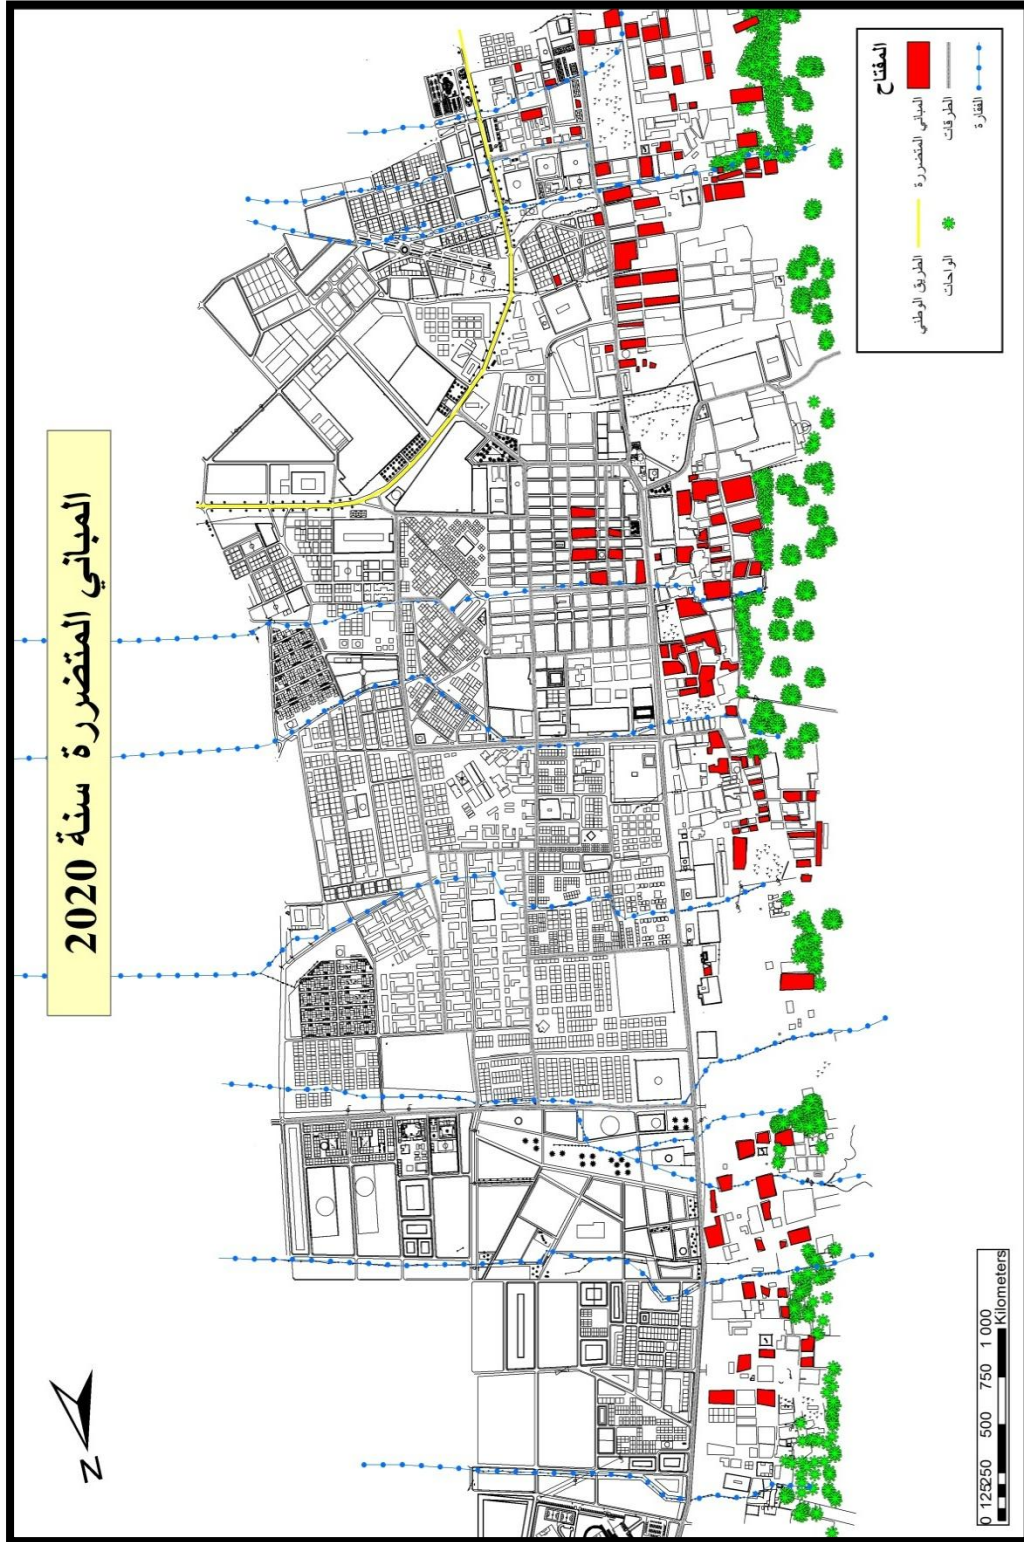 المباني المتضررة سنة 2020
المفتاح
المباني المتضررة
الطريق الوطني
الطرقات
الواحات
الفقارة
N
0 125250 500 750 1 000
Kilometers